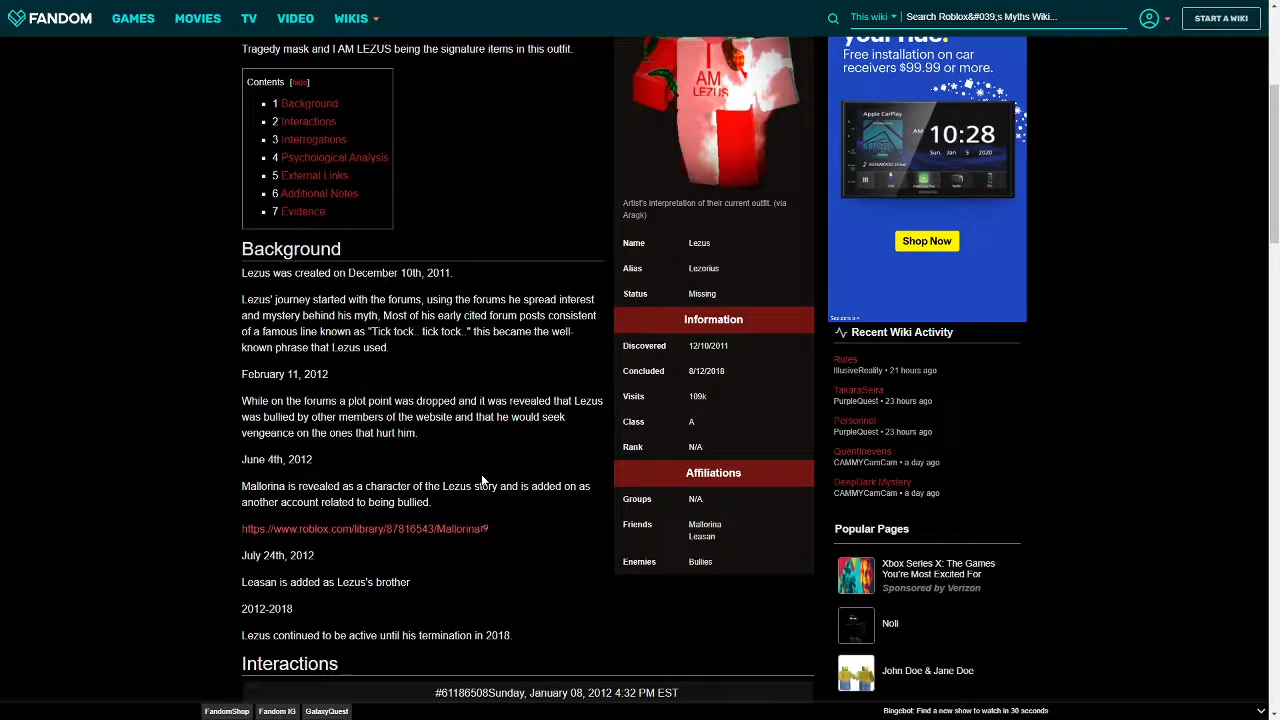 FANDOM GAMES MOVIES TV VIDEO WIKIS This wiki Search Roblox&#039;s Myths Wiki... START A WIKI
Tragedy mask and I AM LEZUS being the signature items in this outfit.
Contents [hide]
1 Background
2 Interactions
3 Interrogations
4 Psychological Analysis
5 External Links
6 Additional Notes
7 Evidence
Background
Lezus was created on December 10th, 2011.
Lezus' journey started with the forums, using the forums he spread interest
and mystery behind his myth, Most of his early cited forum posts consistent
of a famous line known as "Tick tock.. tick tock.." this became the well-
known phrase that Lezus used.
February 11, 2012
While on the forums a plot point was dropped and it was revealed that Lezus
was bullied by other members of the website and that he would seek
vengeance on the ones that hurt him.
June 4th, 2012
Mallorina is revealed as a character of the Lezus story and is added on as
another account related to being bullied.
https://www.roblox.com/library/87816543/Mallorina
July 24th, 2012
Leasan is added as Lezus's brother
2012-2018
Lezus continued to be active until his termination in 2018.
Interactions
#61186508Sunday, January 08, 2012 4:32 PM EST
I
AM
LEZUS
Artist's interpretation of their current outfit. (via
Aragk)
Name Lezus
Alias Lezorius
Status Missing
Information
Discovered 12/10/2011
Concluded 8/12/2018
Visits 109k
Class A
Rank N/A
Affiliations
Groups N/A
Friends Mallorina
Leasan
Enemies Bullies
your ride.
Free installation on car
receivers $99.99 or more.
Apple CarPlay
AM 10:28
Sun, Jan 5 2020
KENWOOD Drive
Radio
KENWOOD
Shop Now
Recent Wiki Activity
Rules
IllusiveReality • 21 hours ago
TakaraSeira
PurpleQuest • 23 hours ago
Personnel
PurpleQuest • 23 hours ago
Quentinevens
CAMMYCamCam • a day ago
DeepDark Mystery
CAMMYCamCam • a day ago
Popular Pages
Xbox Series X: The Games
You're Most Excited For
Sponsored by Verizon
Noli
John Doe & Jane Doe
FandomShop Fandom IG GalaxyQuest Bingebot: Find a new show to watch in 30 seconds